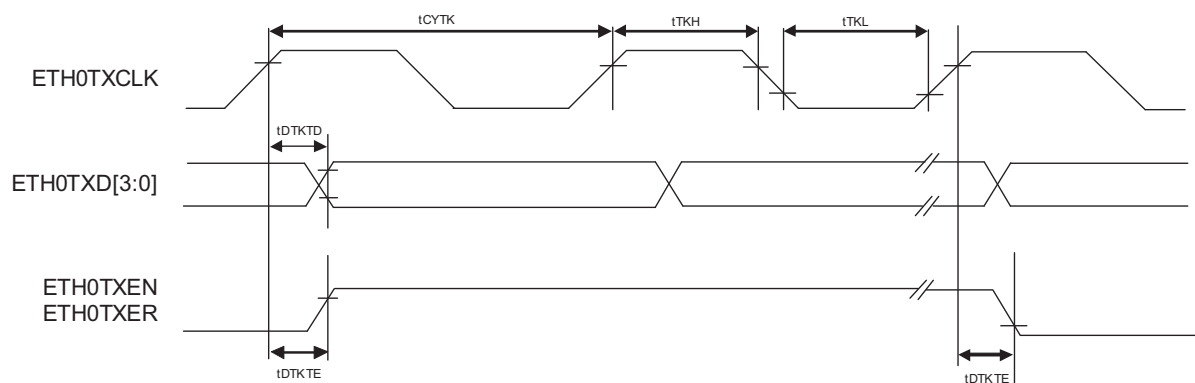 tCYTK
tTKH
tTKL
ETH0TXCLK
tDTKTD
ETH0TXD[3:0]
ETH0TXEN
ETH0TXER
tDTKTE
tDTKTE